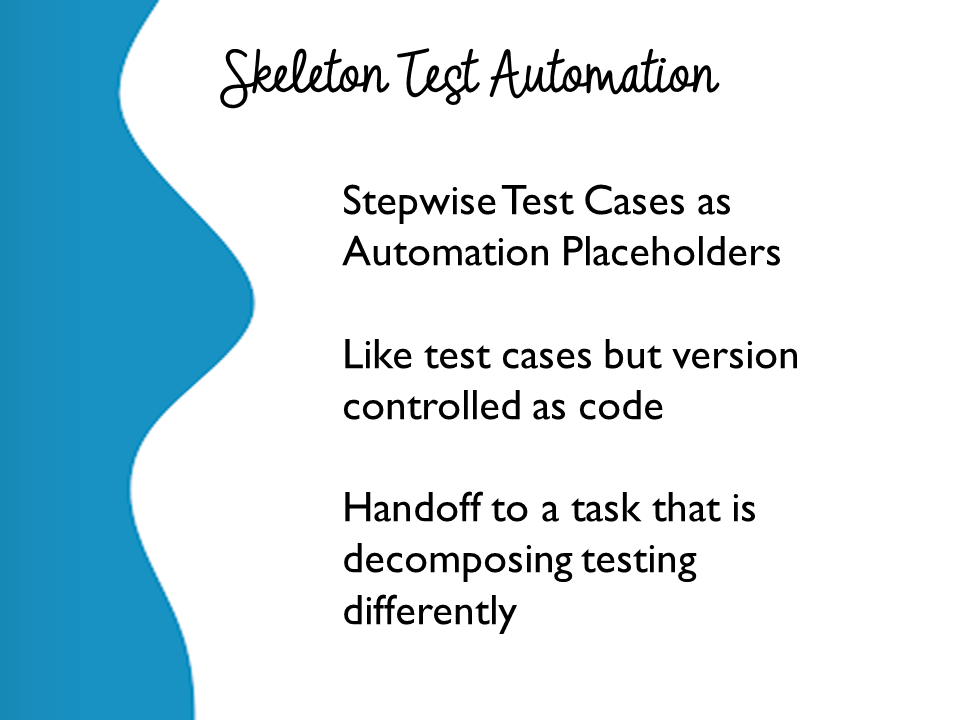 Skeleton Test Automation
Stepwise Test Cases as
Automation Placeholders
Like test cases but version
controlled as code
Handoff to a task that is
decomposing testing
differently